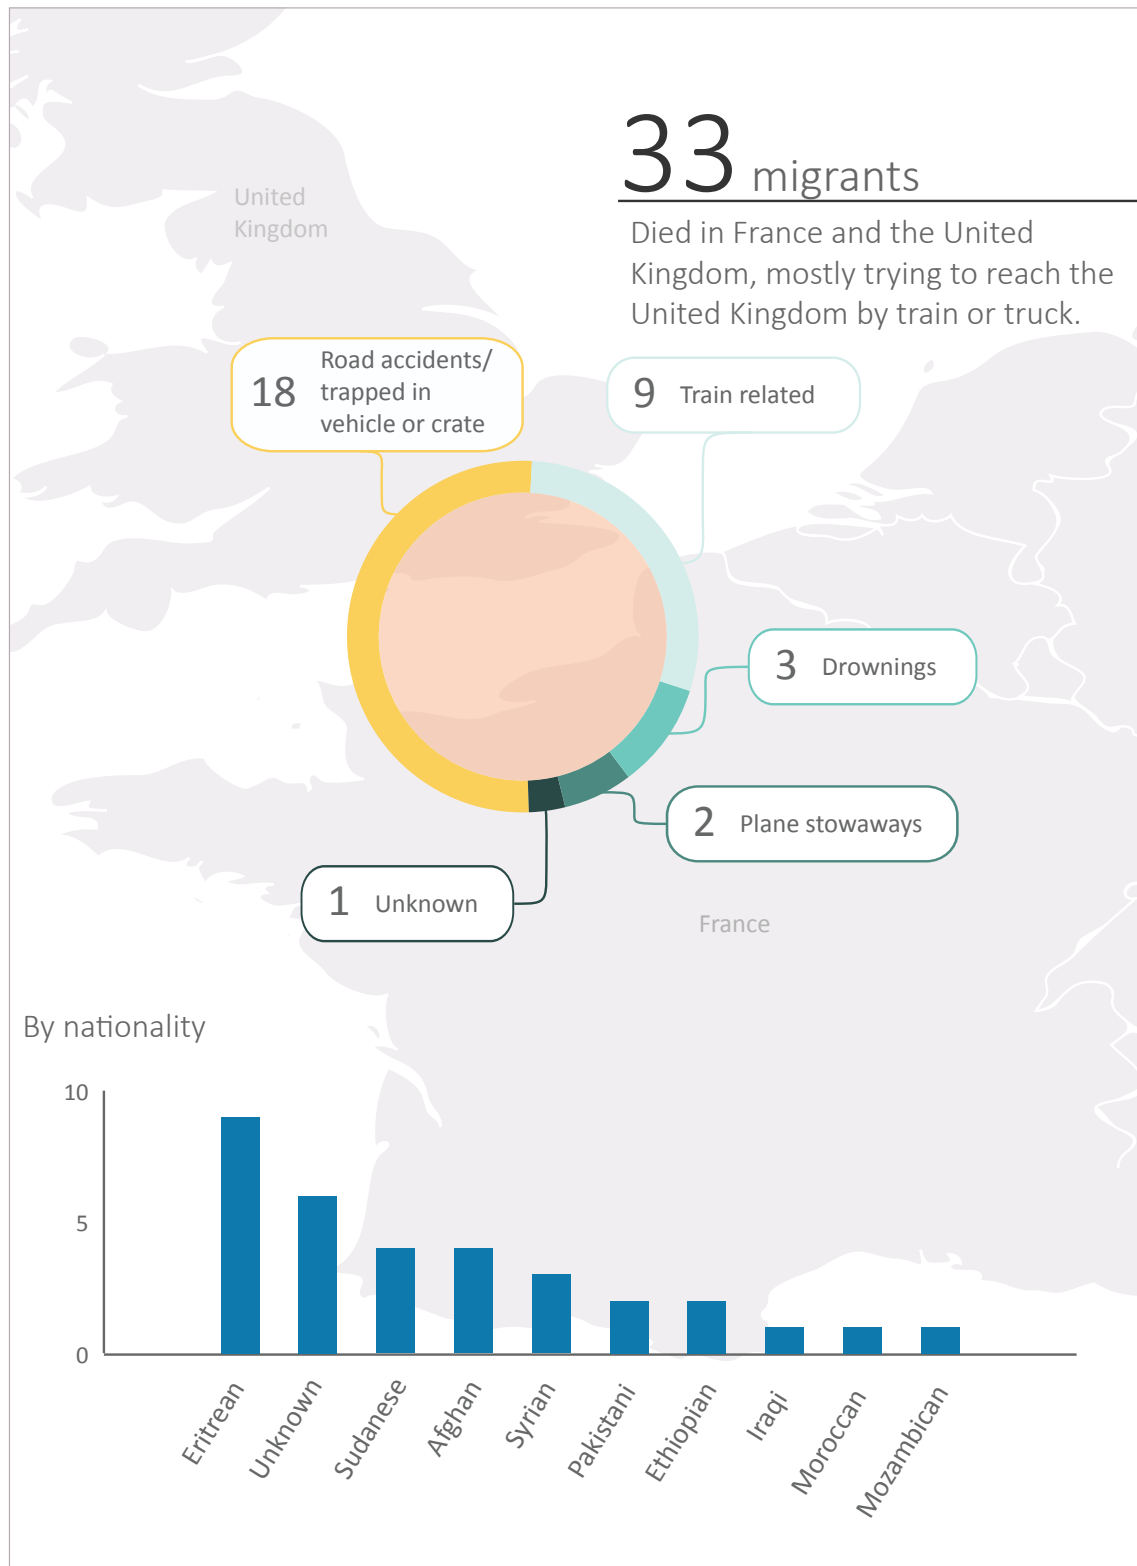 33 migrants
Died in France and the United
Kingdom, mostly trying to reach the
United Kingdom by train or truck.
United
Kingdom
18
Road accidents/
trapped in
vehicle or crate
9 Train related
3 Drownings
2 Plane stowaways
1 Unknown
France
By nationality
10
5
0
Eritrean
Unknown
Sudanese
Afghan
Syrian
Pakistani
Ethiopian
Iraqi
Moroccan
Mozambican